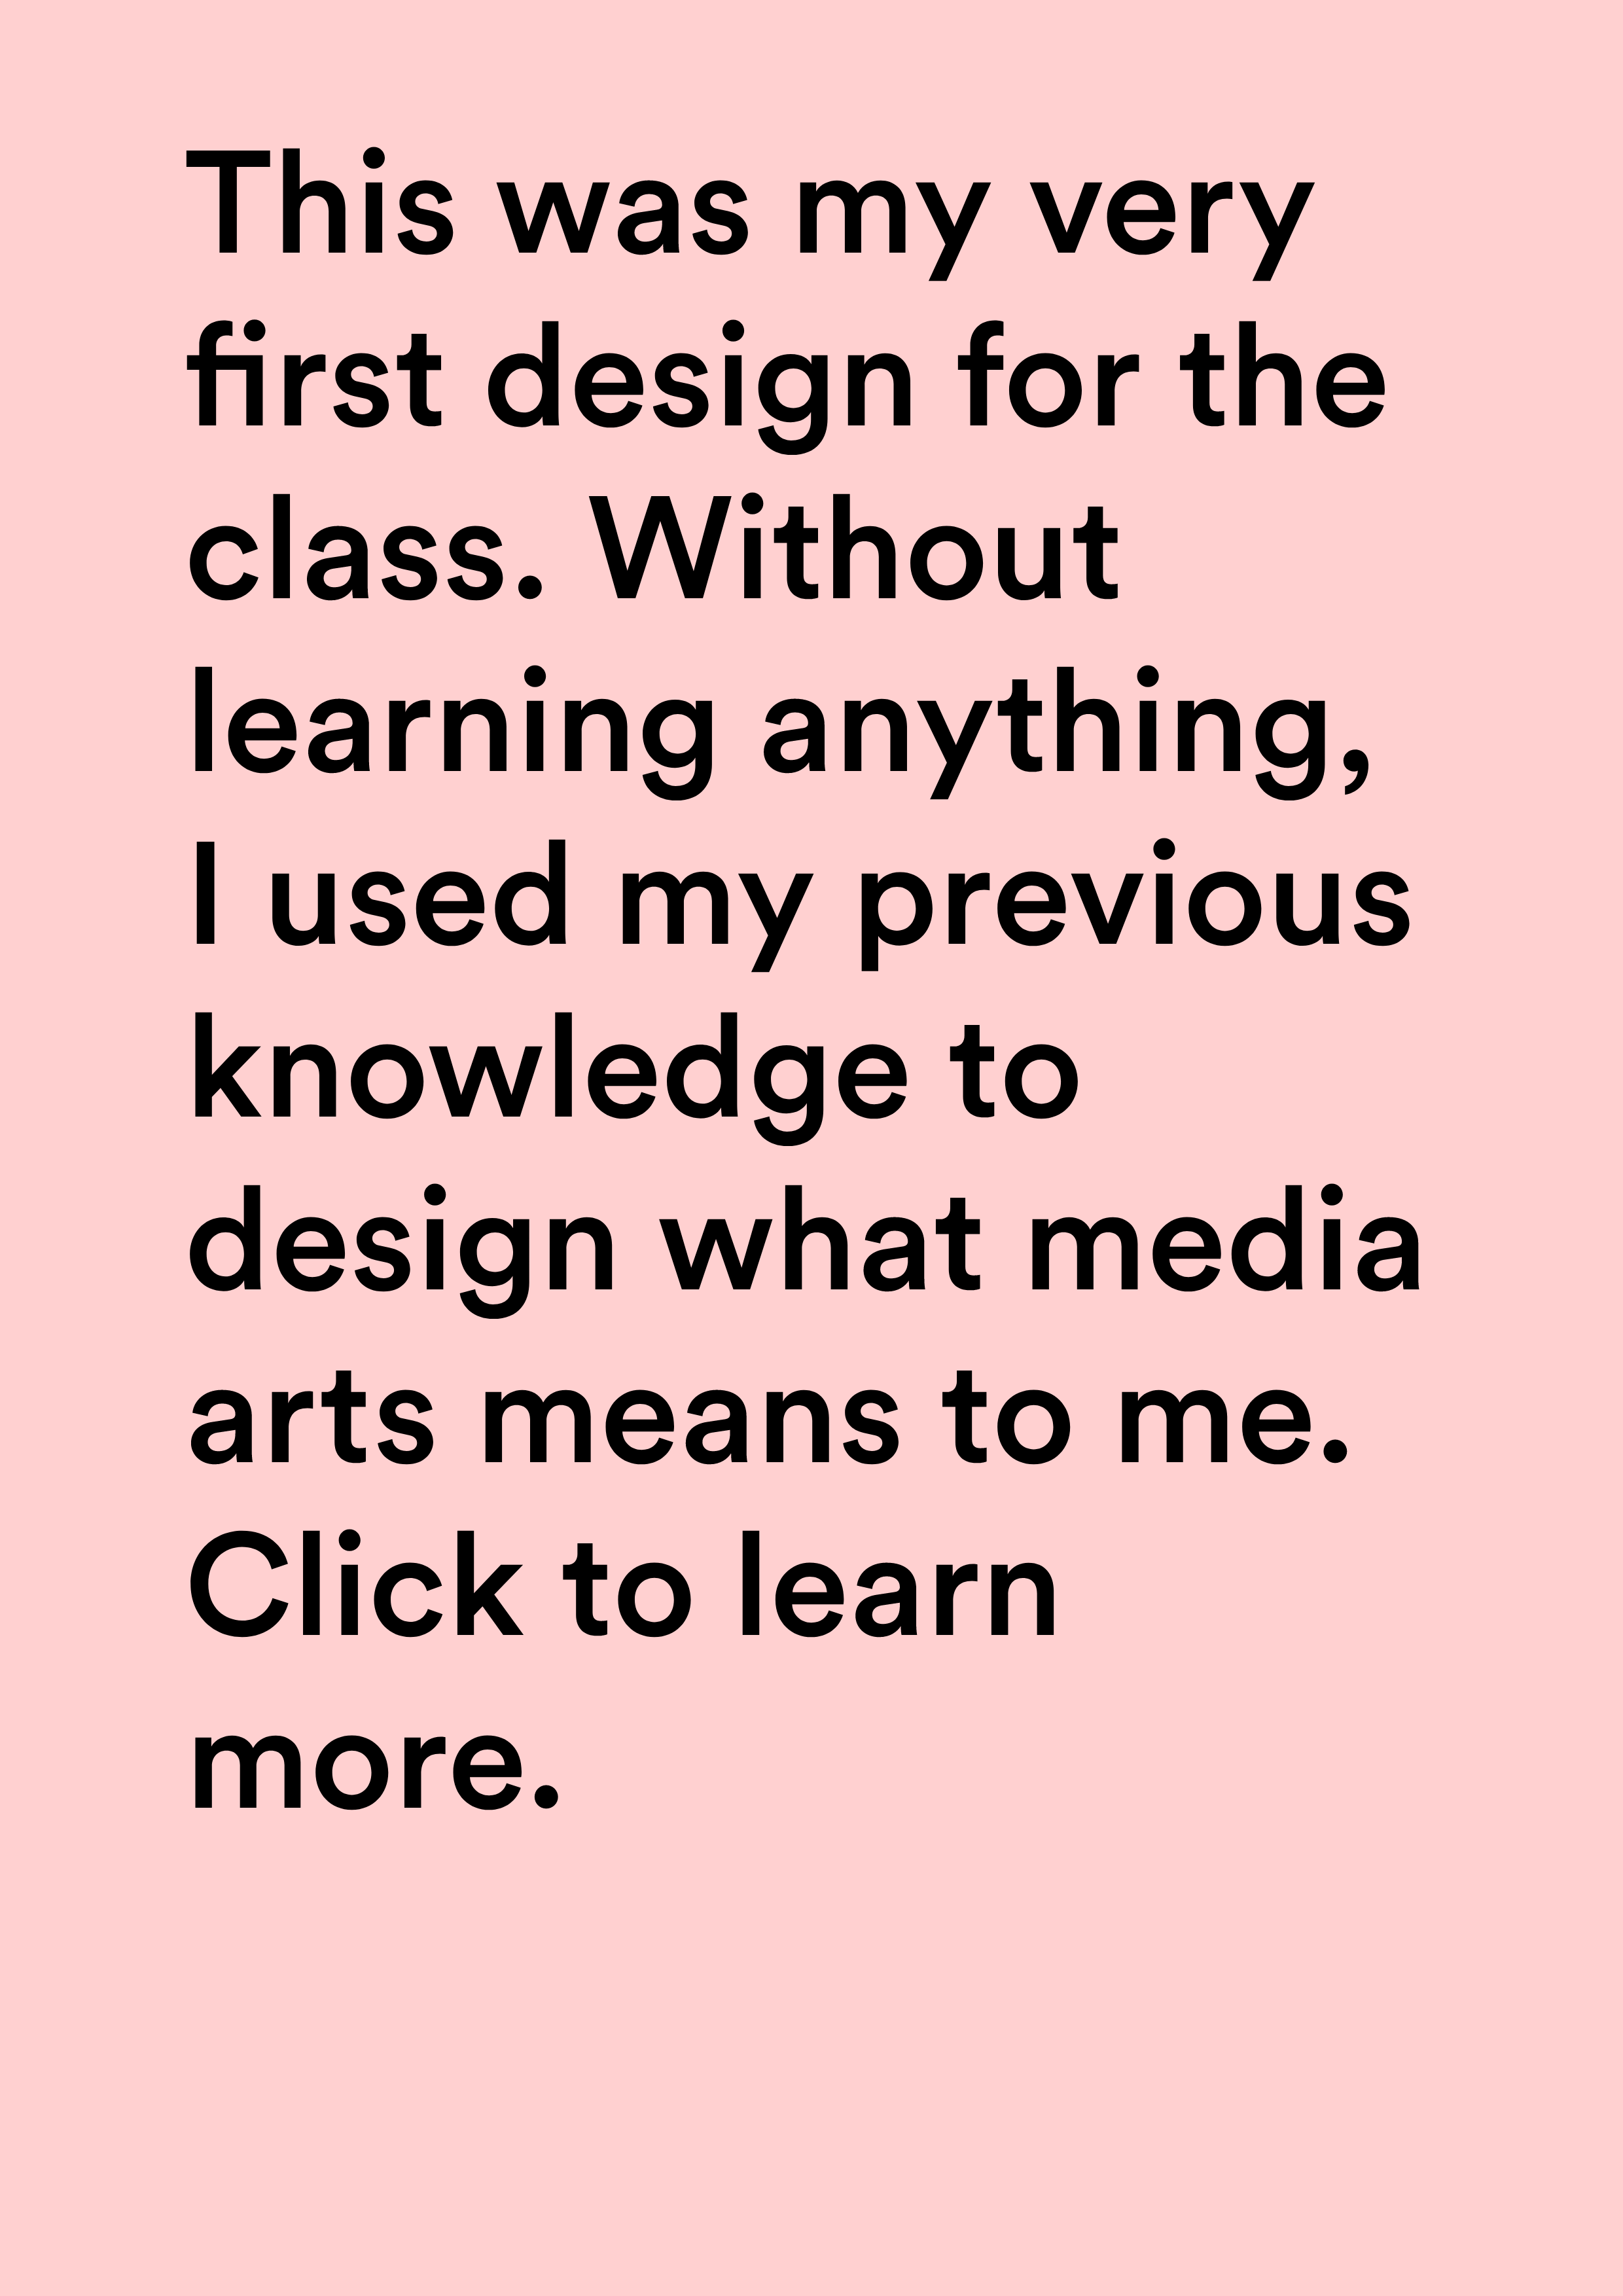 This was my very
first design for the
class. Without
learning anything,
I used my previous
knowledge to
design what media
arts means to me.
Click to learn
more.